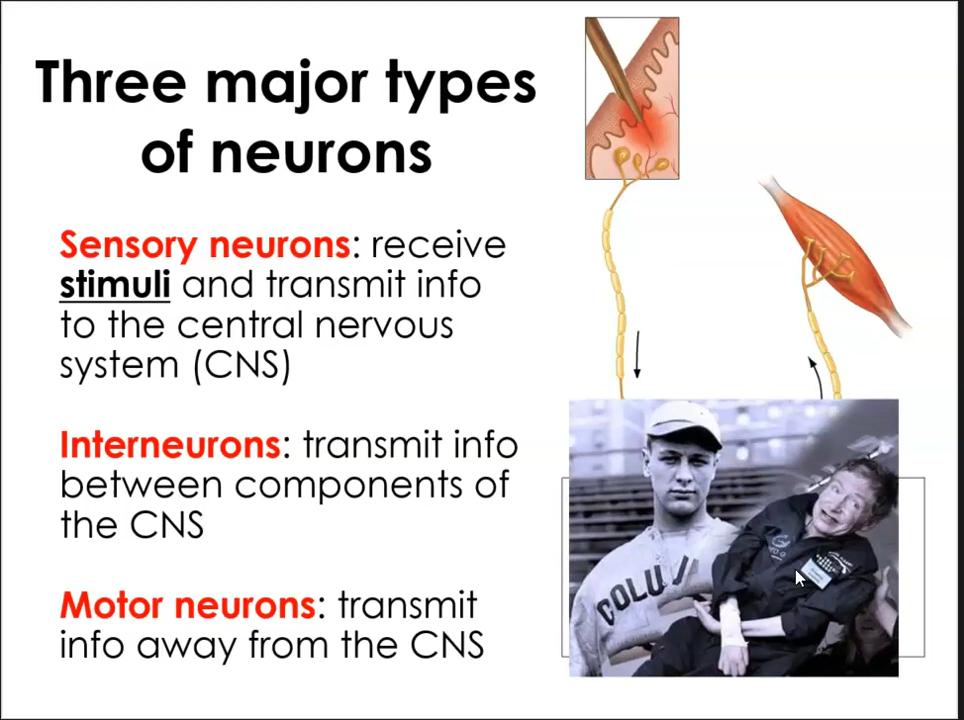 Three major types
of neurons
Sensory neurons: receive
stimuli and transmit info
to the central nervous
system (CNS)
Interneurons: transmit info
between components of
the CNS
Motor neurons: transmit
info away from the CNS